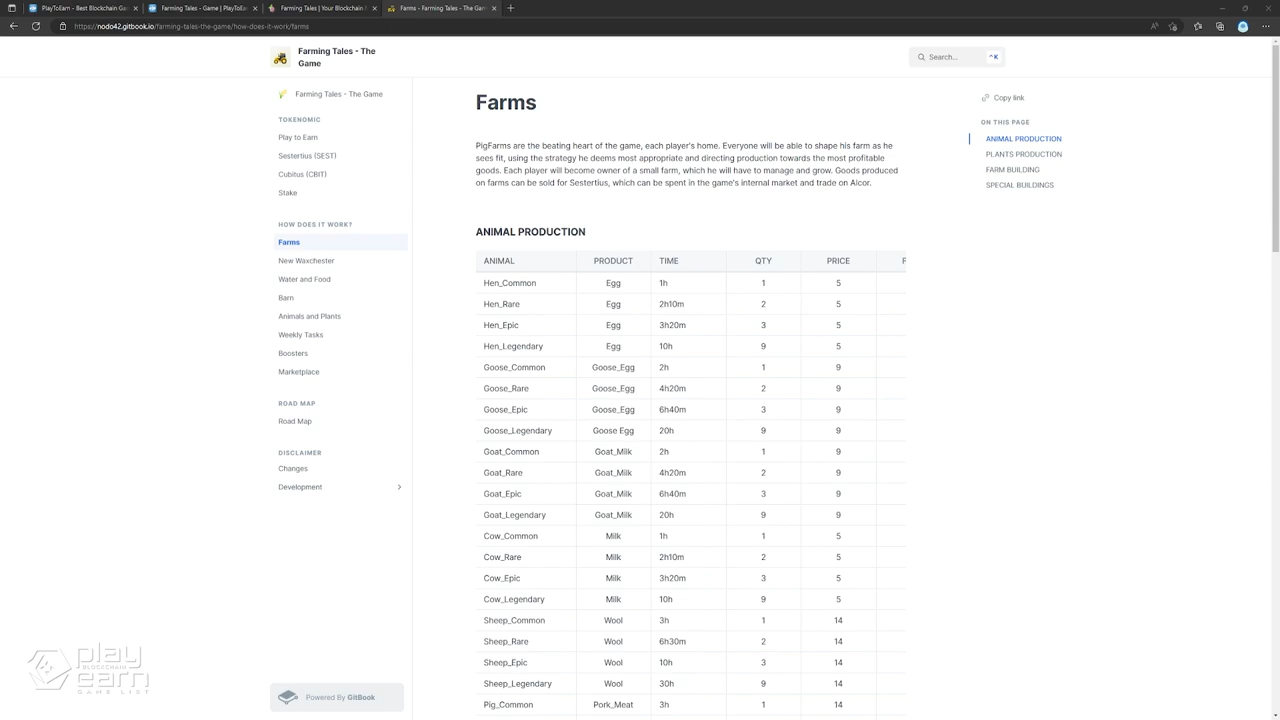 PlayToEarn - Best Blockchain Ga
Farming Tales - Game | PlayToEa
Farming Tales | Your Blockchain
Farms - Farming Tales - The Gam
https://nodo42.gitbook.io/farming-tales-the-game/how-does-it-work/farms
Farming Tales - The
Game
Search...
^K
Farming Tales - The Game
TOKENOMIC
Play to Earn
Sestertius (SEST)
Cubitus (CBIT)
Stake
HOW DOES IT WORK?
Farms
New Waxchester
Water and Food
Barn
Animals and Plants
Weekly Tasks
Boosters
Marketplace
ROAD MAP
Road Map
DISCLAIMER
Changes
Development
Powered By GitBook
Farms
PigFarms are the beating heart of the game, each player's home. Everyone will be able to shape his farm as he
sees fit, using the strategy he deems most appropriate and directing production towards the most profitable
goods. Each player will become owner of a small farm, which he will have to manage and grow. Goods produced
on farms can be sold for Sestertius, which can be spent in the game's internal market and trade on Alcor.
ANIMAL PRODUCTION
ANIMAL PRODUCT TIME QTY PRICE F
Hen_Common Egg 1h 1 5
Hen_Rare Egg 2h10m 2 5
Hen_Epic Egg 3h20m 3 5
Hen_Legendary Egg 10h 9 5
Goose_Common Goose_Egg 2h 1 9
Goose_Rare Goose_Egg 4h20m 2 9
Goose_Epic Goose_Egg 6h40m 3 9
Goose_Legendary Goose Egg 20h 9 9
Goat_Common Goat_Milk 2h 1 9
Goat_Rare Goat_Milk 4h20m 2 9
Goat_Epic Goat_Milk 6h40m 3 9
Goat_Legendary Goat_Milk 20h 9 9
Cow_Common Milk 1h 1 5
Cow_Rare Milk 2h10m 2 5
Cow_Epic Milk 3h20m 3 5
Cow_Legendary Milk 10h 9 5
Sheep_Common Wool 3h 1 14
Sheep_Rare Wool 6h30m 2 14
Sheep_Epic Wool 10h 3 14
Sheep_Legendary Wool 30h 9 14
Pig_Common Pork_Meat 3h 1 14
Copy link
ON THIS PAGE
ANIMAL PRODUCTION
PLANTS PRODUCTION
FARM BUILDING
SPECIAL BUILDINGS
play
BLOCKCHAIN
earn
GAME LIST